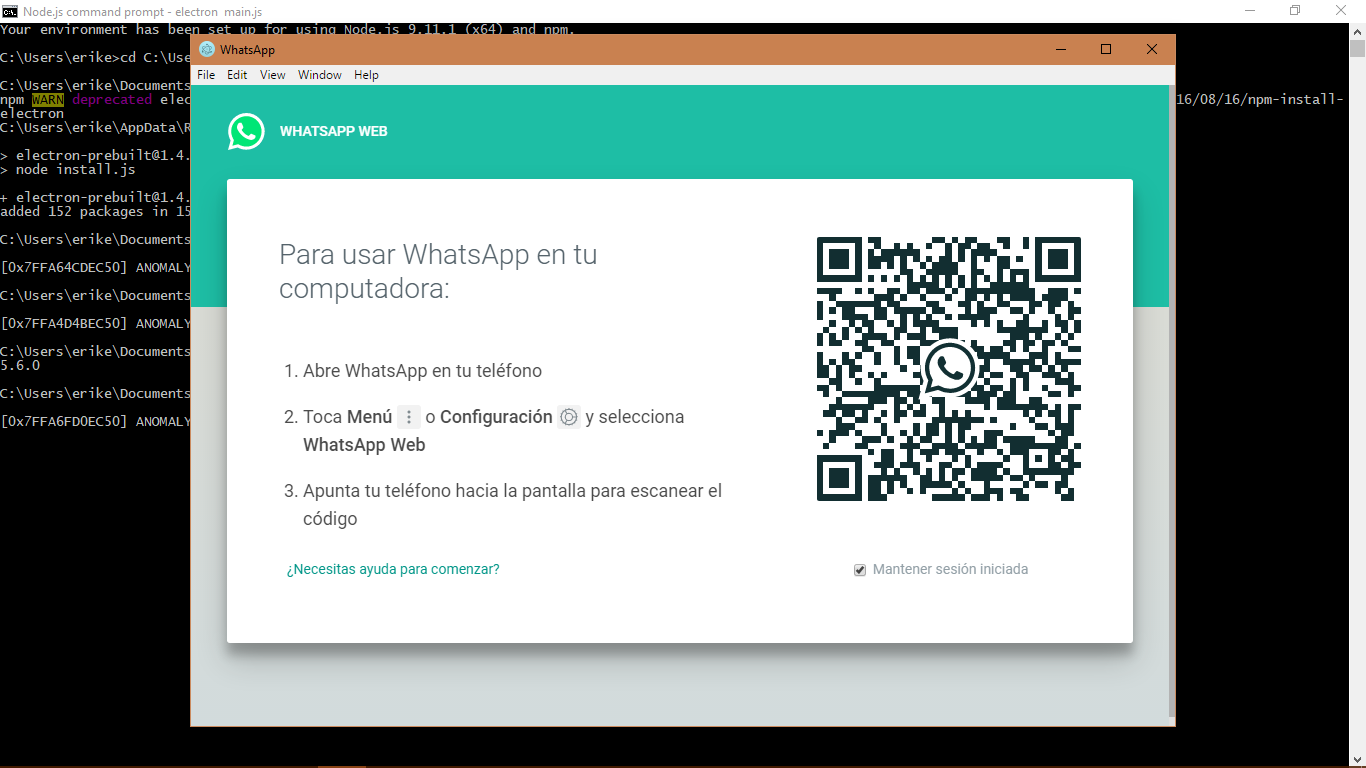 Node.js command prompt - electron main.js
Your environment has been set up for using Node.js 9.11.1 (x64) and npm.
C:\Users\erike>cd C:\Use
C:\Users\erike\Documents
npm WARN deprecated elec
16/08/16/npm-install-
electron
C:\Users\erike\AppData\R
> electron-prebuilt@1.4.
> node install.js
+ electron-prebuilt@1.4.
added 152 packages in 15
C:\Users\erike\Documents
[0x7FFA64CDEC50] ANOMALY
C:\Users\erike\Documents
[0x7FFA4D4BEC50] ANOMALY
C:\Users\erike\Documents
5.6.0
C:\Users\erike\Documents
[0x7FFA6FD0EC50] ANOMALY
WhatsApp
File Edit View Window Help
WHATSAPP WEB
Para usar WhatsApp en tu
computadora:
1. Abre WhatsApp en tu teléfono
2. Toca Menú o Configuración y selecciona
WhatsApp Web
3. Apunta tu teléfono hacia la pantalla para escanear el
código
¿Necesitas ayuda para comenzar?
Mantener sesión iniciada